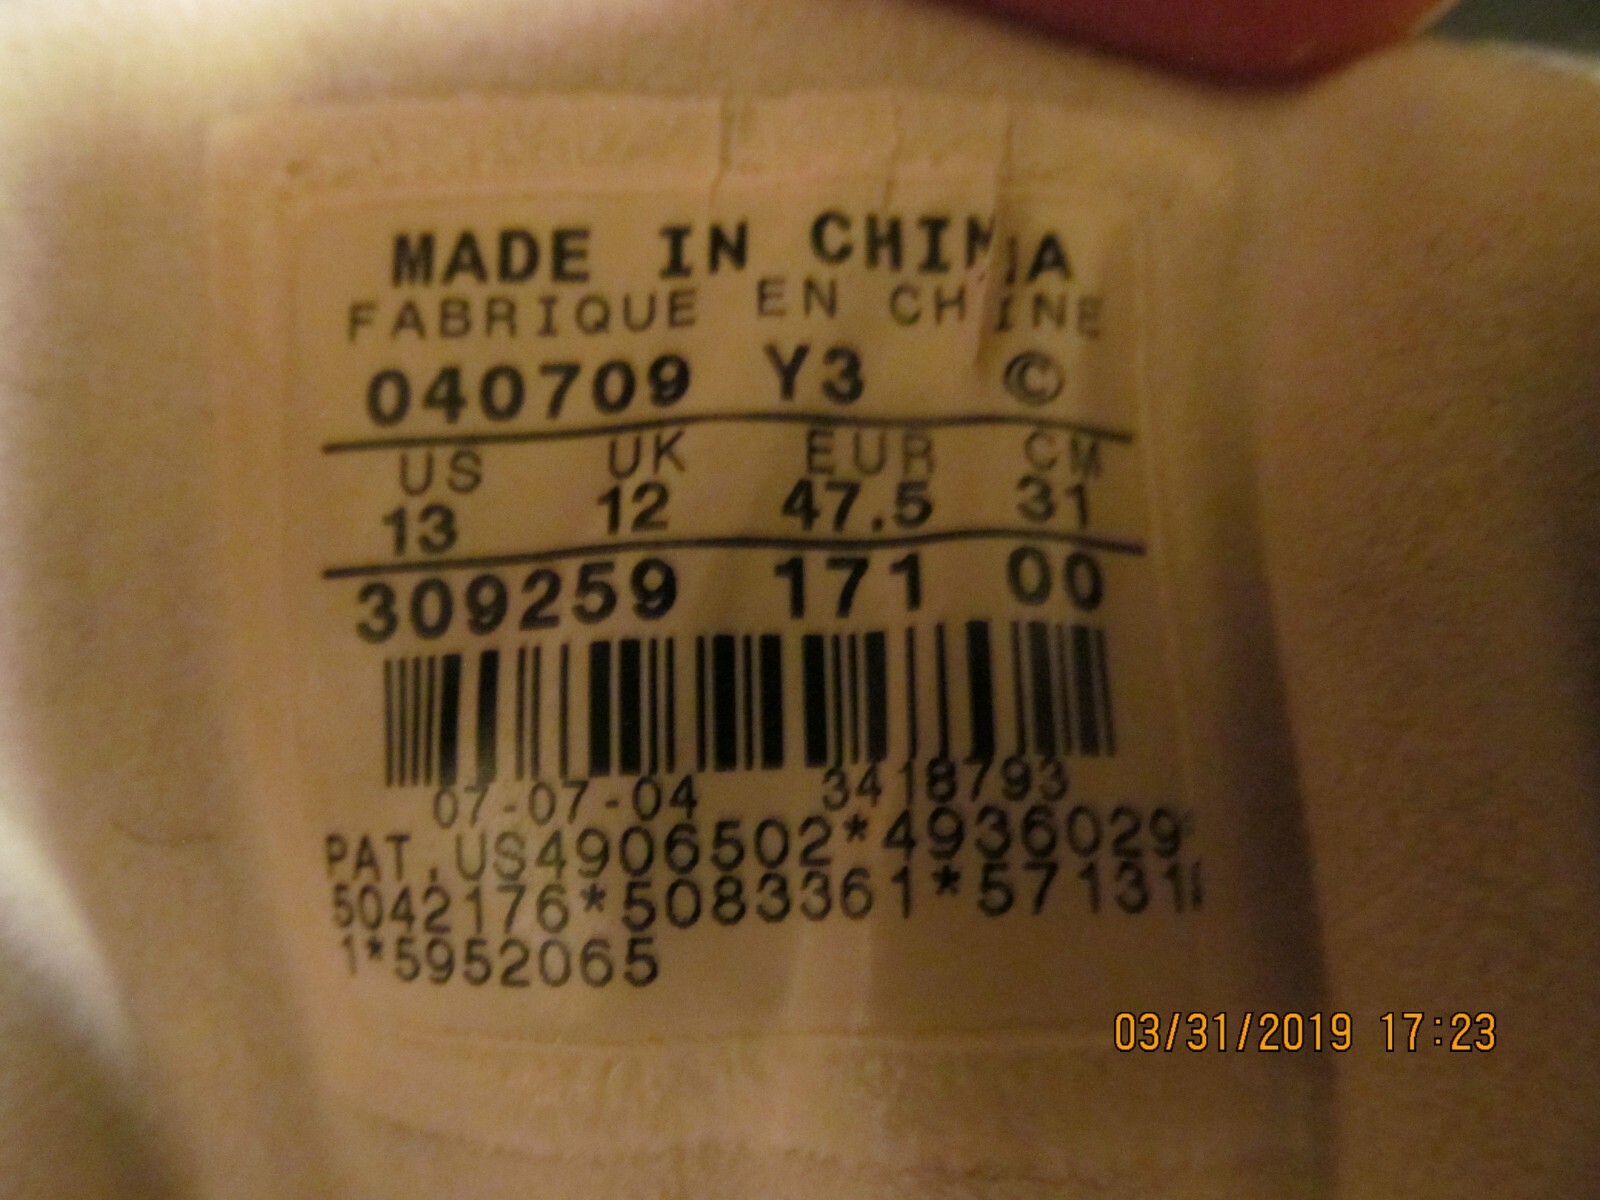 MADE IN CHINA
FABRIQUE EN CHINE
040709 Y3 ©
US UK EUR CM
13 12 47.5 31
309259 171 00
07-07-04 3418793
PAT.US4906502*4936029
5042176*5083361*57131
1*5952065
03/31/2019 17:23